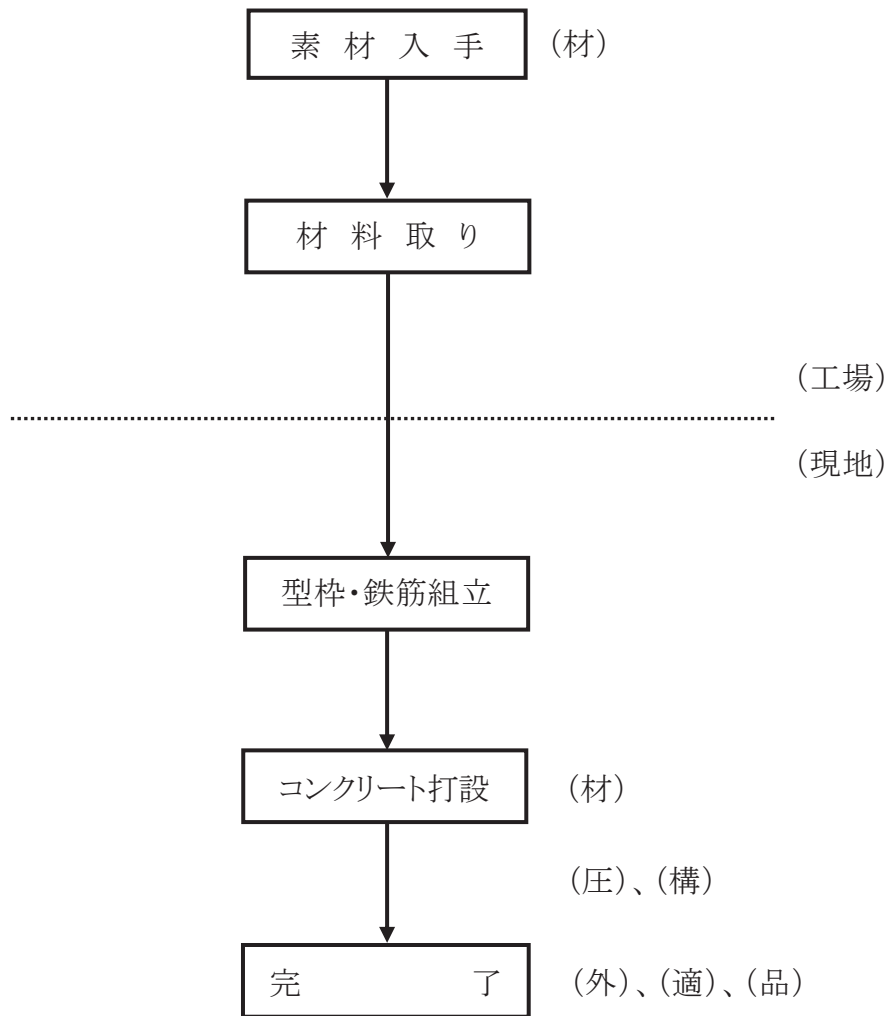 素材入手 (材)
材料取り
(工場)
(現地)
型枠・鉄筋組立
コンクリート打設 (材)
(圧)、(構)
完了 (外)、(適)、(品)